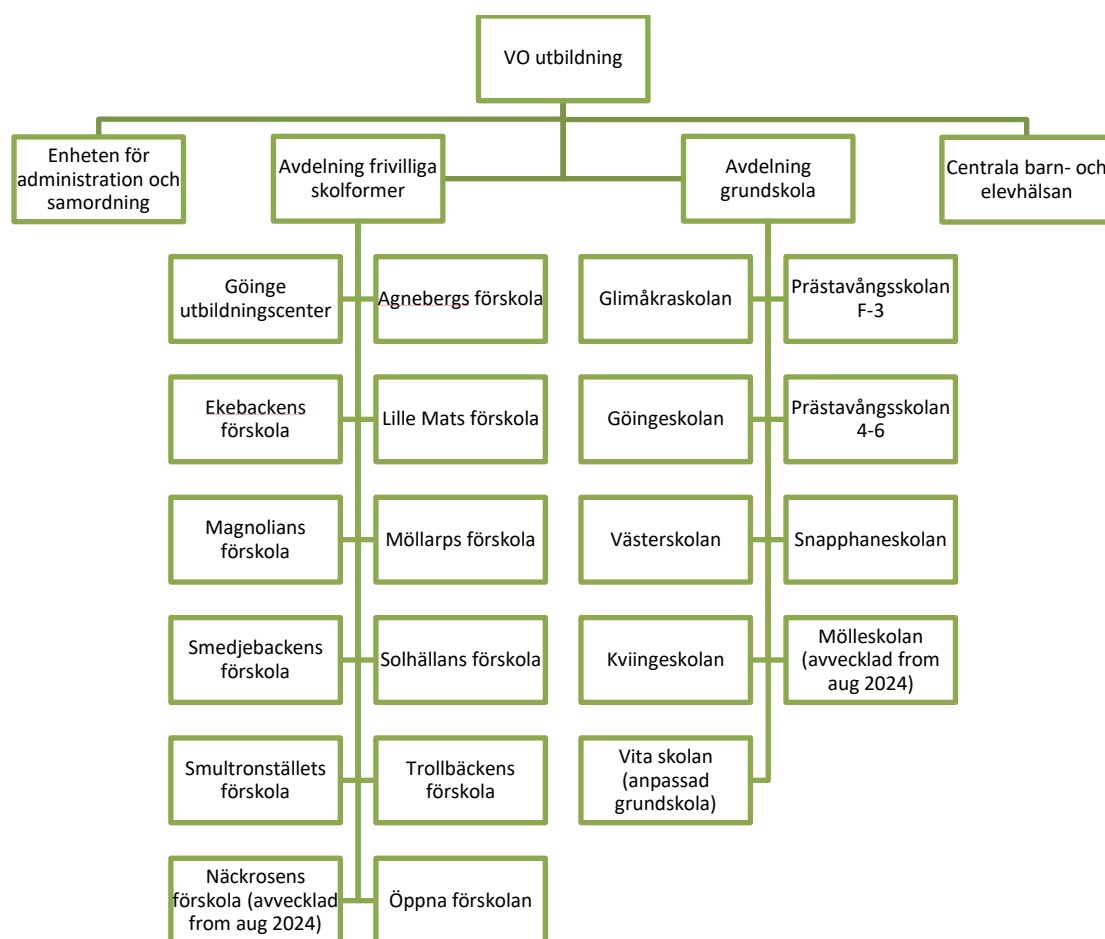 VO utbildning
Enheten för
administration och
samordning
Avdelning frivilliga
skolformer
Avdelning
grundskola
Centrala barn- och
elevhälsan
Göinge
utbildningscenter
Agnebergs förskola
Glimåkraskolan
Prästavångsskolan
F-3
Ekebackens
förskola
Lille Mats förskola
Göingeskolan
Prästavångsskolan
4-6
Magnolians
förskola
Möllarps förskola
Västerskolan
Snapphaneskolan
Smedjebackens
förskola
Solhällans förskola
Kviingeskolan
Mölleskolan
(avvecklad from
aug 2024)
Smultronställets
förskola
Trollbäckens
förskola
Vita skolan
(anpassad
grundskola)
Näckrosens
förskola (avvecklad
from aug 2024)
Öppna förskolan